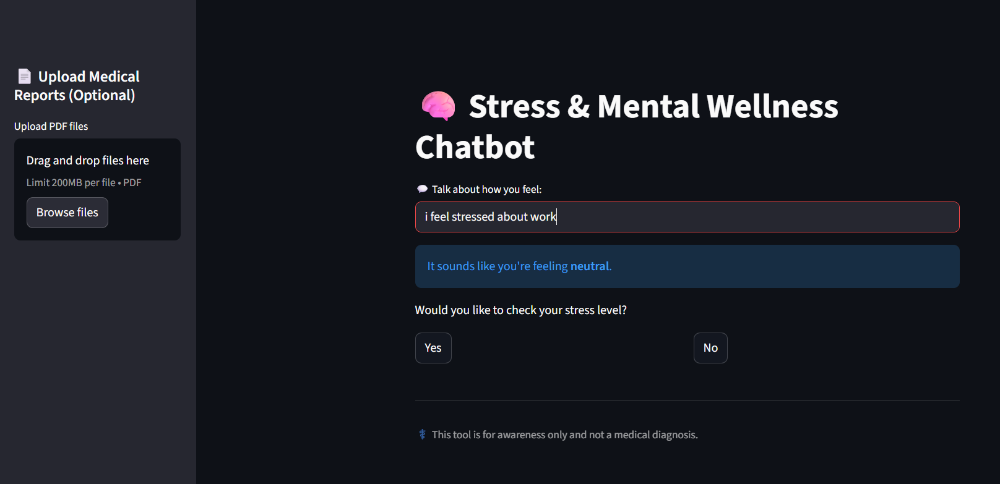 Upload Medical
Reports (Optional)
Upload PDF files
Drag and drop files here
Limit 200MB per file • PDF
Browse files
Stress & Mental Wellness
Chatbot
Talk about how you feel:
i feel stressed about work
It sounds like you're feeling neutral.
Would you like to check your stress level?
Yes
No
This tool is for awareness only and not a medical diagnosis.